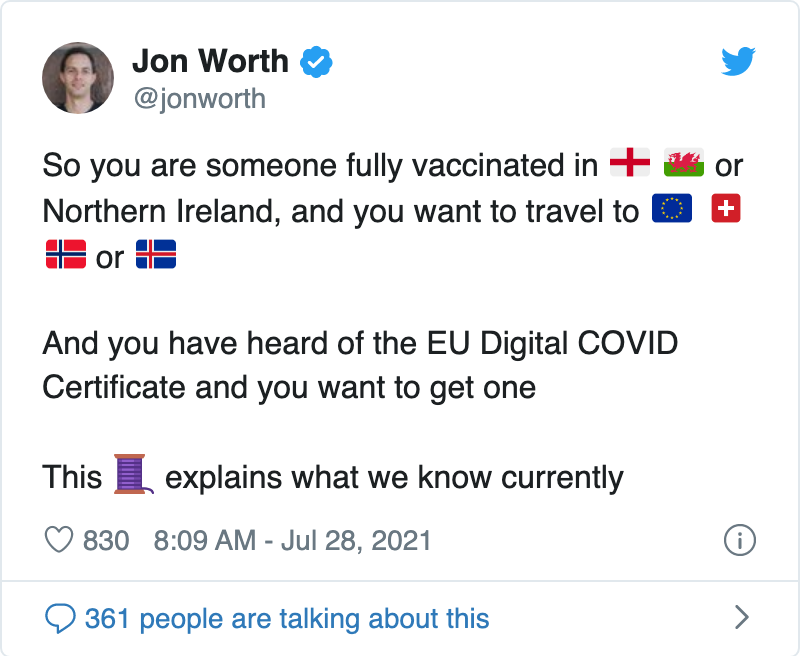 Jon Worth
@jonworth
So you are someone fully vaccinated in 🏴󠁧󠁢󠁥󠁮󠁧󠁿 🏴󠁧󠁢󠁷󠁬󠁳󠁿 or
Northern Ireland, and you want to travel to 🇪🇺 🇨🇭
🇳🇴 or 🇮🇸
And you have heard of the EU Digital COVID
Certificate and you want to get one
This 🧵 explains what we know currently
830 8:09 AM - Jul 28, 2021
361 people are talking about this